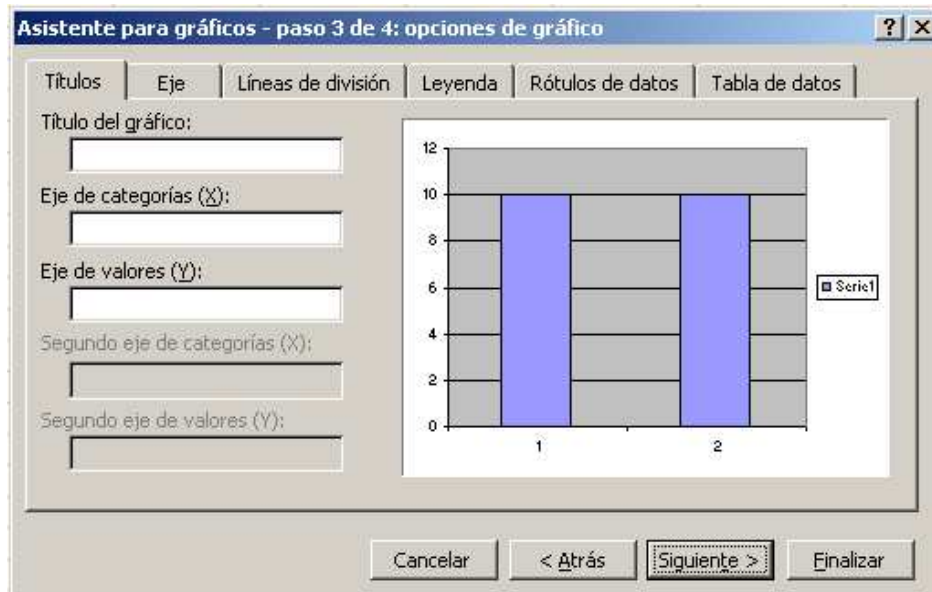 Asistente para gráficos - paso 3 de 4: opciones de gráfico
Títulos Eje Líneas de división Leyenda Rótulos de datos Tabla de datos
Título del gráfico:
Eje de categorías (X):
Eje de valores (Y):
Segundo eje de categorías (X):
Segundo eje de valores (Y):
12
10
8
6
4
2
0
1 2
Serie1
Cancelar < Atrás Siguiente > Finalizar